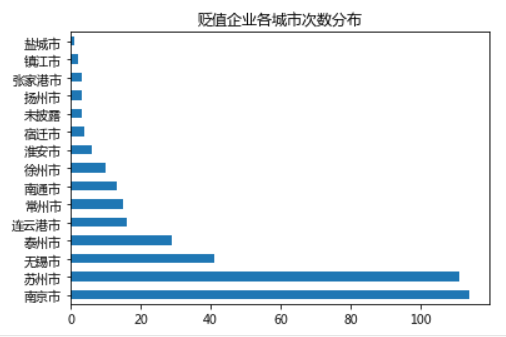 贬值企业各城市次数分布
盐城市
镇江市
张家港市
扬州市
未披露
宿迁市
淮安市
徐州市
南通市
常州市
连云港市
泰州市
无锡市
苏州市
南京市
0 20 40 60 80 100